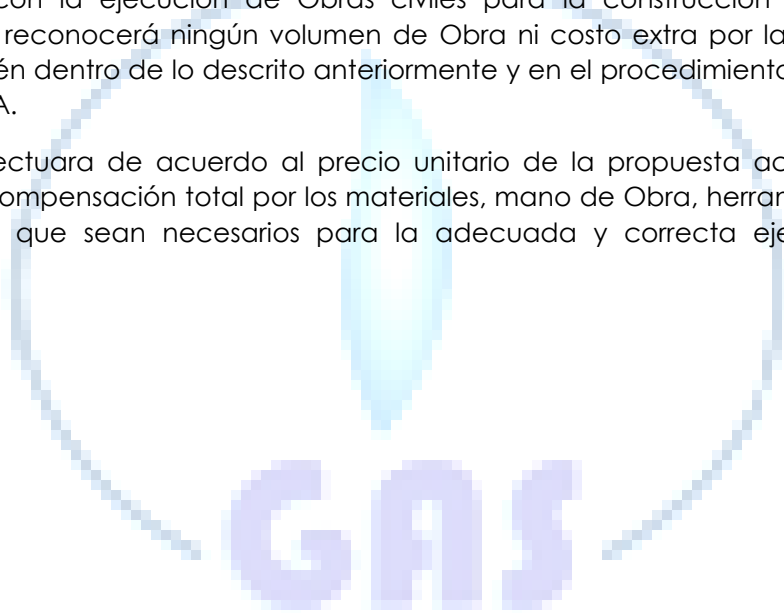 con la ejecución de Obras civiles para la construcción
reconocerá ningún volumen de Obra ni costo extra por la
én dentro de lo descrito anteriormente y en el procedimiento
A.
ectuara de acuerdo al precio unitario de la propuesta ac
ompensación total por los materiales, mano de Obra, herran
que sean necesarios para la adecuada y correcta eje
GAS